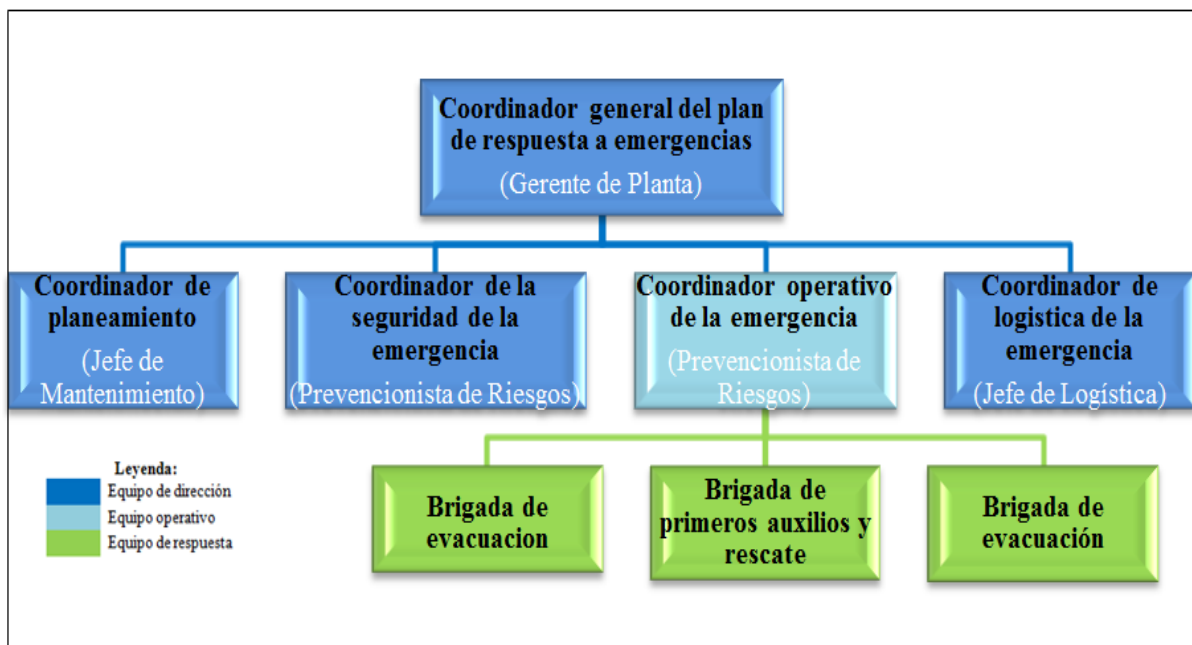 Coordinador general del plan
de respuesta a emergencias
(Gerente de Planta)
Coordinador de
planeamiento
(Jefe de
Mantenimiento)
Coordinador de la
seguridad de la
emergencia
(Prevencionista de Riesgos)
Coordinador operativo
de la emergencia
(Prevencionista de
Riesgos)
Coordinador de
logistica de la
emergencia
(Jefe de Logística)
Leyenda:
Equipo de dirección
Equipo operativo
Equipo de respuesta
Brigada de
evacuacion
Brigada de
primeros auxilios y
rescate
Brigada de
evacuación